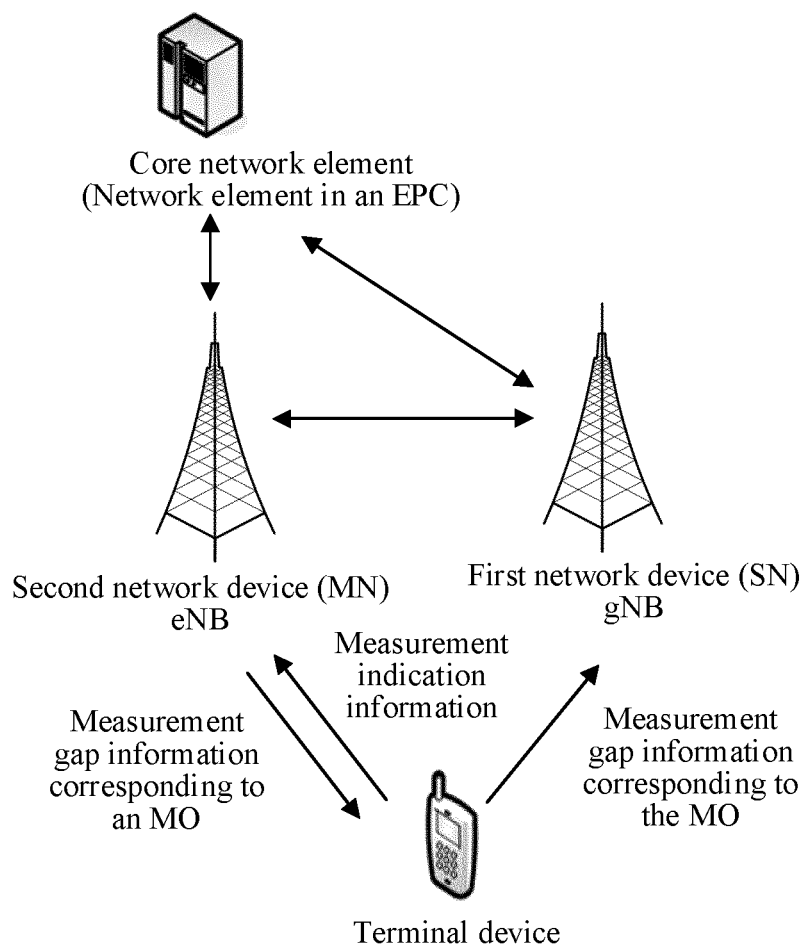 Core network element
(Network element in an EPC)
Second network device (MN)
eNB
First network device (SN)
gNB
Measurement
indication
information
Measurement
gap information
corresponding to
an MO
Measurement
gap information
corresponding to
the MO
Terminal device